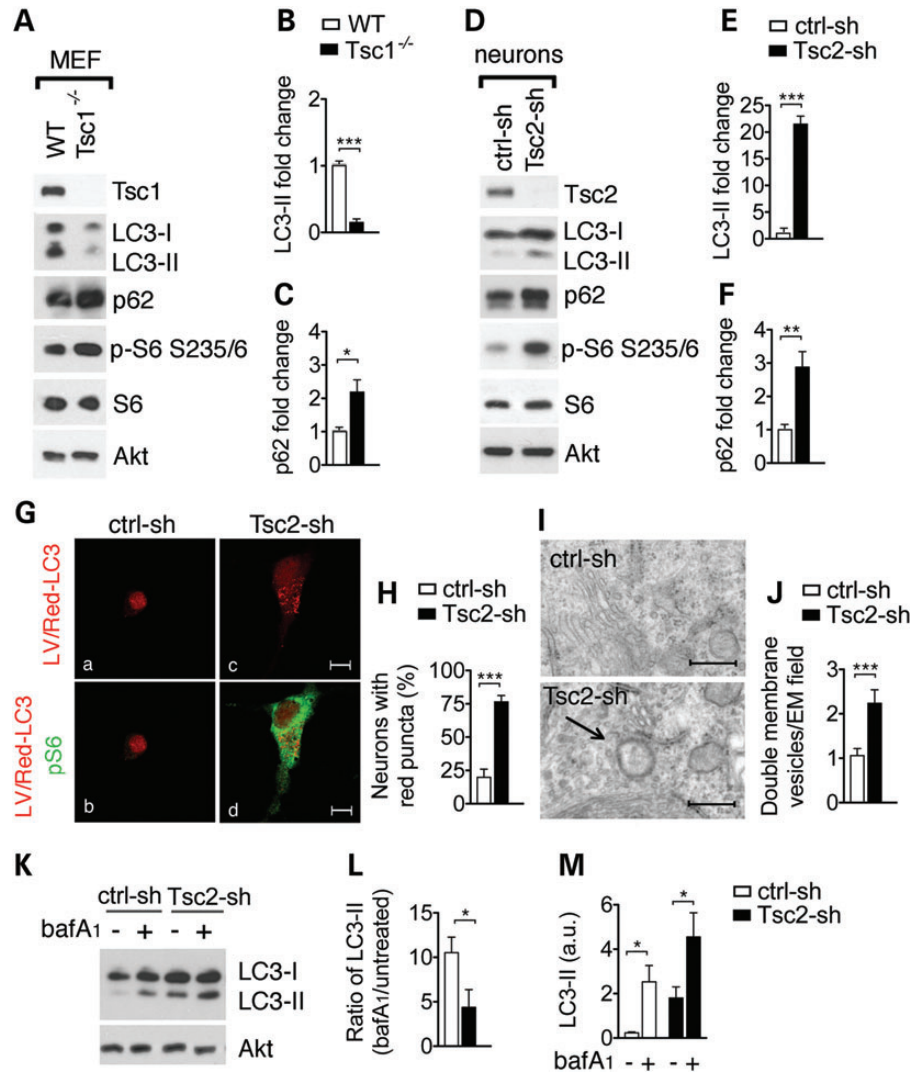 A
MEF
WT
Tsc1-/-
Tsc1
LC3-I
LC3-II
p62
p-S6 S235/6
S6
Akt
B
WT
Tsc1-/-
LC3-II fold change
2
1
0
***
C
p62 fold change
4
3
2
1
0
*
D
neurons
ctrl-sh
Tsc2-sh
Tsc2
LC3-I
LC3-II
p62
p-S6 S235/6
S6
Akt
E
ctrl-sh
Tsc2-sh
LC3-II fold change
25
20
15
10
5
0
***
F
p62 fold change
4
3
2
1
0
**
G
ctrl-sh
Tsc2-sh
LV/Red-LC3
LV/Red-LC3
pS6
a
c
b
d
H
ctrl-sh
Tsc2-sh
Neurons with
red puncta (%)
100
75
50
25
0
***
I
ctrl-sh
Tsc2-sh
J
ctrl-sh
Tsc2-sh
Double membrane
vesicles/EM field
3
2
1
0
***
K
ctrl-sh Tsc2-sh
bafA1 - + - +
LC3-I
LC3-II
Akt
L
Ratio of LC3-II
(bafA1/untreated)
15
10
5
0
*
M
ctrl-sh
Tsc2-sh
LC3-II (a.u.)
6
4
2
0
*
*
bafA1 - + - +